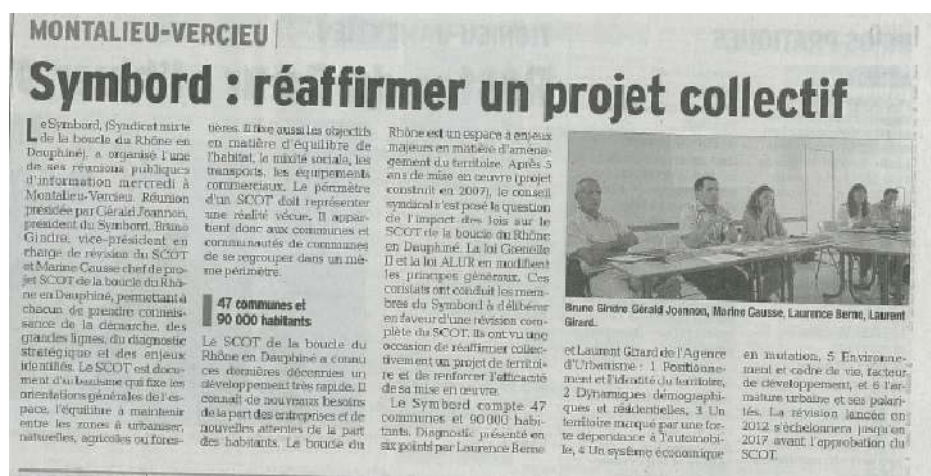 MONTALIEU-VERCIEU
Symbord : réaffirmer un projet collectif
Le Symbord, (Syndicat mixte
de la boucle du Rhône en
Dauphiné), a organisé l'une
de ses réunions publiques
d'information mercredi à
Montalieu-Vercieu. Réunion
présidée par Gérald Joannon,
président du Symbord, Bruno
Gindre, vice-président en
charge de révision du SCOT
et Marine Causse chef de pro-
jet SCOT de la boucle du Rhô-
ne en Dauphiné, permettant à
chacun de prendre connais-
sance de la démarche, des
grandes lignes, du diagnostic
stratégique et des enjeux
identifiés. Le SCOT est docu-
ment d'urbanisme qui fixe les
orientations générales de l'es-
pace, l'équilibre à maintenir
entre les zones à urbaniser,
naturelles, agricoles ou fores-
tières. Il fixe aussi les objectifs
en matière d'équilibre de
l'habitat, la mixité sociale, les
transports, les équipements
commerciaux. Le périmètre
d'un SCOT doit représenter
une réalité vécue. Il appar-
tient donc aux communes et
communautés de communes
de se regrouper dans un mê-
me périmètre.
47 communes et
90 000 habitants
Le SCOT de la boucle du
Rhône en Dauphiné a connu
ces dernières décennies un
développement très rapide. Il
connaît de nouveaux besoins
de la part des entreprises et de
nouvelles attentes de la part
des habitants. La boucle du
Rhône est un espace à enjeux
majeurs en matière d'amé-
nagement du territoire. Après 5
ans de mise en œuvre (projet
construit en 2007), le conseil
syndical s'est posé la question
de l'impact des lois sur le
SCOT de la boucle du Rhône
en Dauphiné. La loi Grenelle
II et la loi ALUR en modifient
les principes généraux. Ces
constats ont conduit les mem-
bres du Symbord à délibérer
en faveur d'une révision com-
plète du SCOT. Ils ont vu une
occasion de réaffirmer collec-
tivement un projet de territoi-
re et de renforcer l'efficacité
de sa mise en œuvre.
Le Symbord compte 47
communes et 90 000 habi-
tants. Diagnostic présenté en
six points par Laurence Berne
Bruno Gindre Gérald Joannon, Marine Causse, Laurence Berne, Laurent
Girard.
et Laurent Girard de l'Agence
d'Urbanisme : 1 Positionne-
ment et l'identité du territoire,
2 Dynamiques démographi-
ques et résidentielles, 3 Un
territoire marqué par une for-
te dépendance à l'automobi-
le, 4 Un système économique
en mutation, 5 Environne-
ment et cadre de vie, facteur
de développement, et 6 l'ar-
mature urbaine et ses polari-
tés. La révision lancée en
2012 s'échelonnera jusqu'en
2017 avant l'approbation du
SCOT.